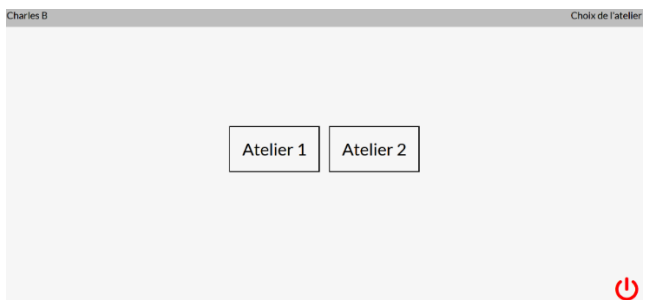 Charles B
Choix de l'atelier
Atelier 1
Atelier 2